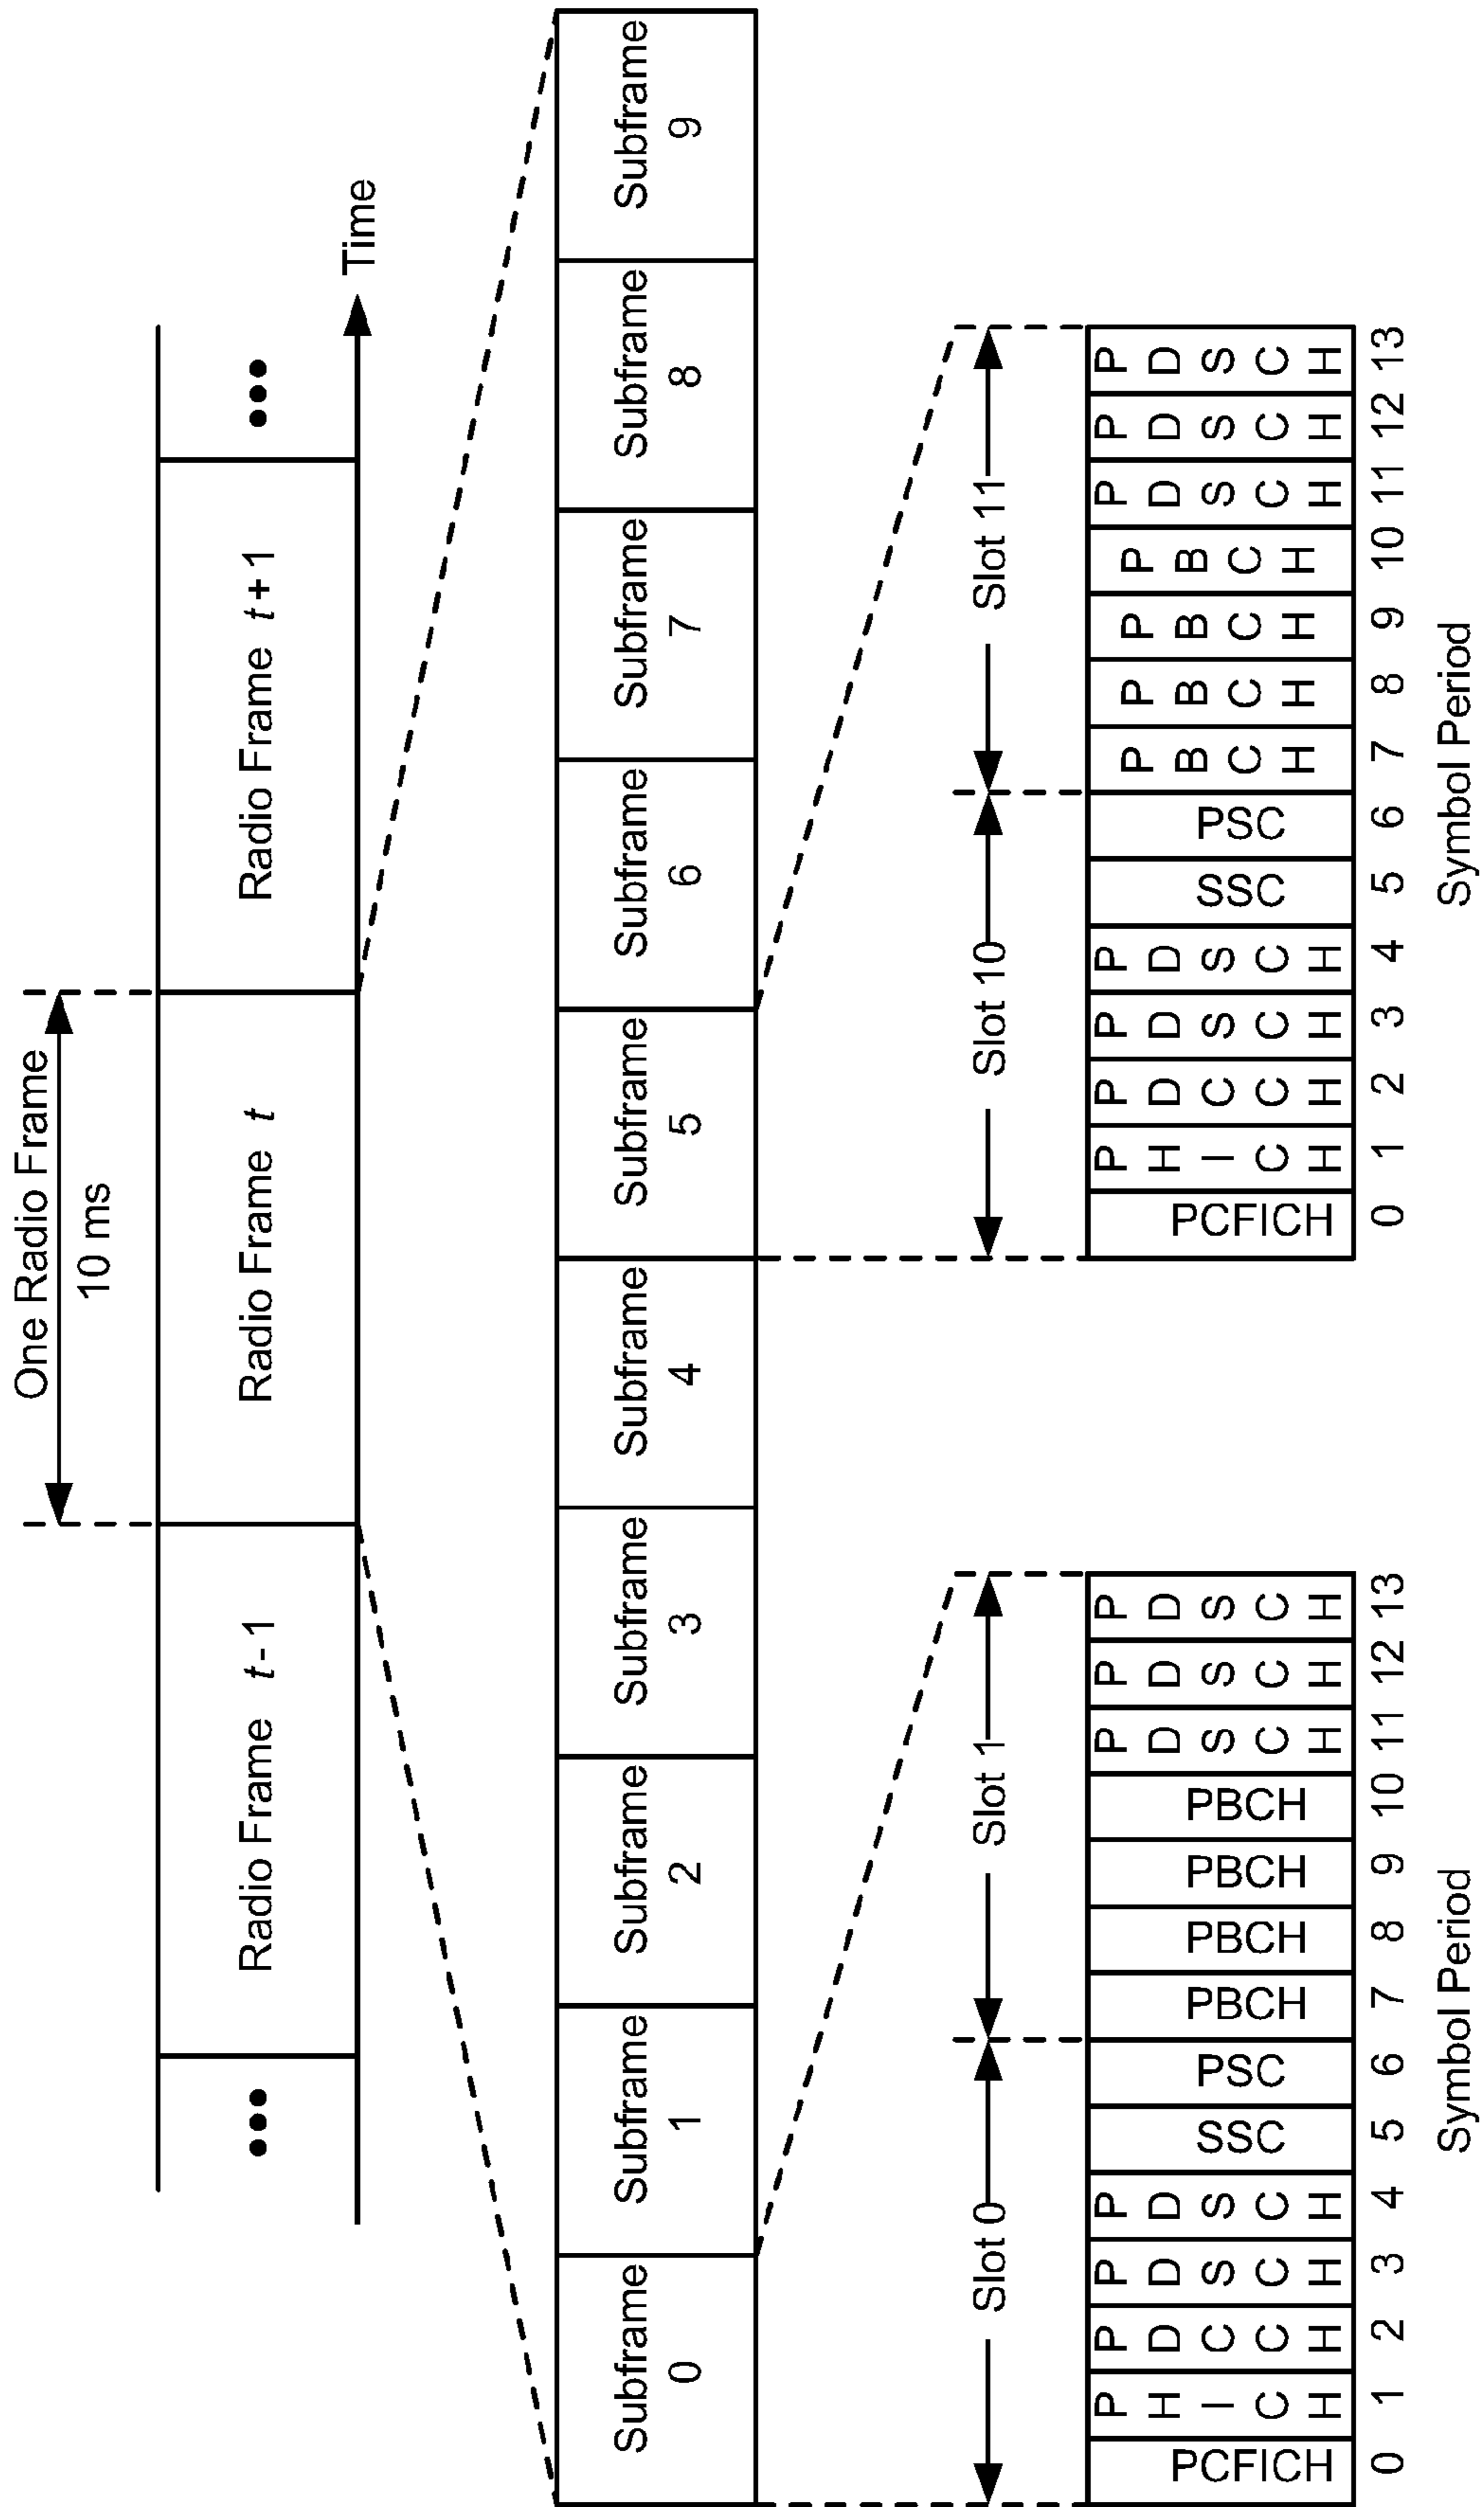 One Radio Frame
10 ms
••• Radio Frame t-1 Radio Frame t Radio Frame t+1 •••
Time
Subframe 0
Subframe 1
Subframe 2
Subframe 3
Subframe 4
Subframe 5
Subframe 6
Subframe 7
Subframe 8
Subframe 9
Slot 0 Slot 1
PCFICH PHICH PDCCH PDSCH PDSCH SSC PSC PBCH PBCH PBCH PBCH PDSCH PDSCH PDSCH
0 1 2 3 4 5 6 7 8 9 10 11 12 13
Symbol Period
Slot 10 Slot 11
PCFICH PHICH PDCCH PDSCH PDSCH SSC PSC PBCH PBCH PBCH PBCH PDSCH PDSCH PDSCH
0 1 2 3 4 5 6 7 8 9 10 11 12 13
Symbol Period